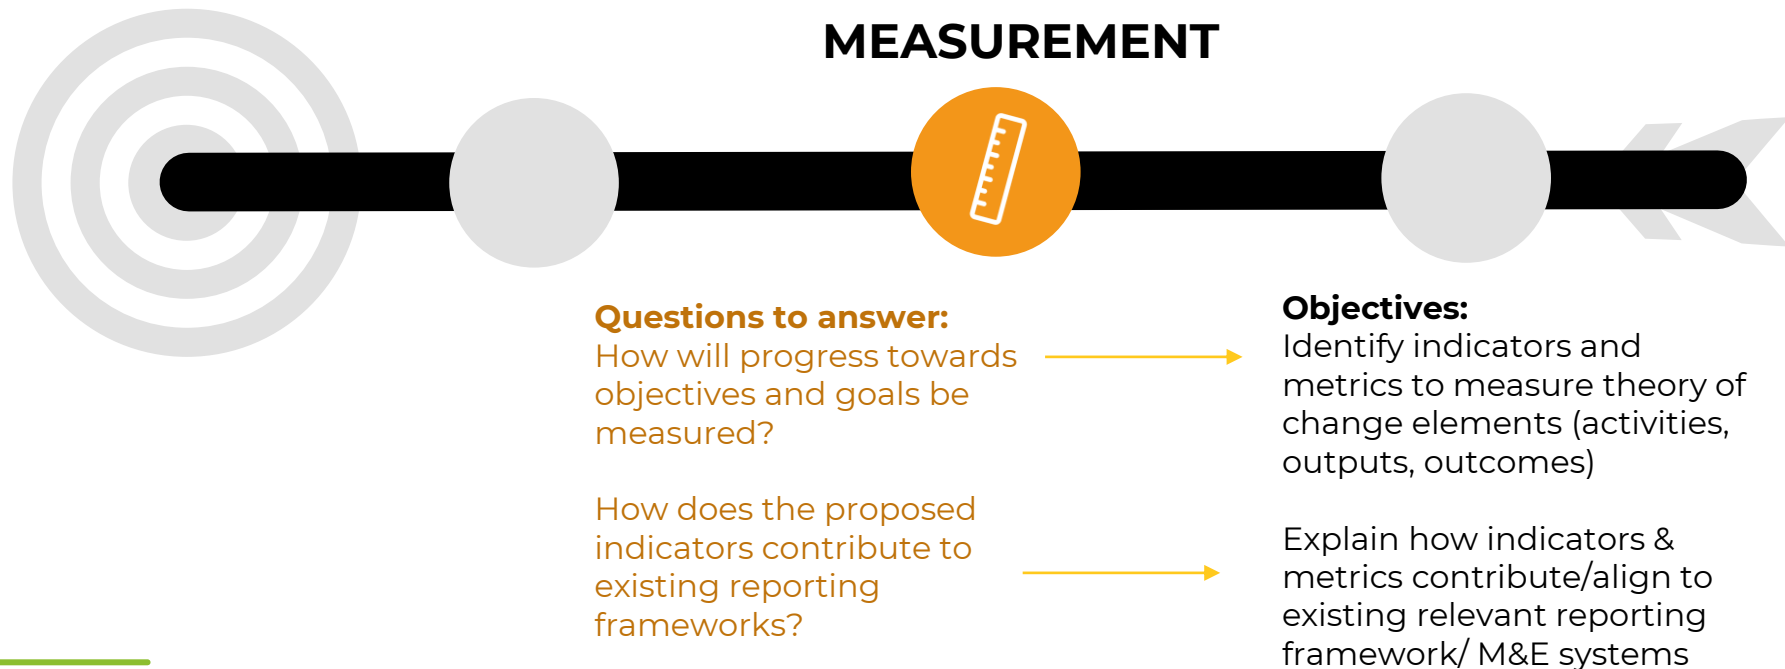 MEASUREMENT
Questions to answer:
How will progress towards
objectives and goals be
measured?
How does the proposed
indicators contribute to
existing reporting
frameworks?
Objectives:
Identify indicators and
metrics to measure theory of
change elements (activities,
outputs, outcomes)
Explain how indicators &
metrics contribute/align to
existing relevant reporting
framework/ M&E systems